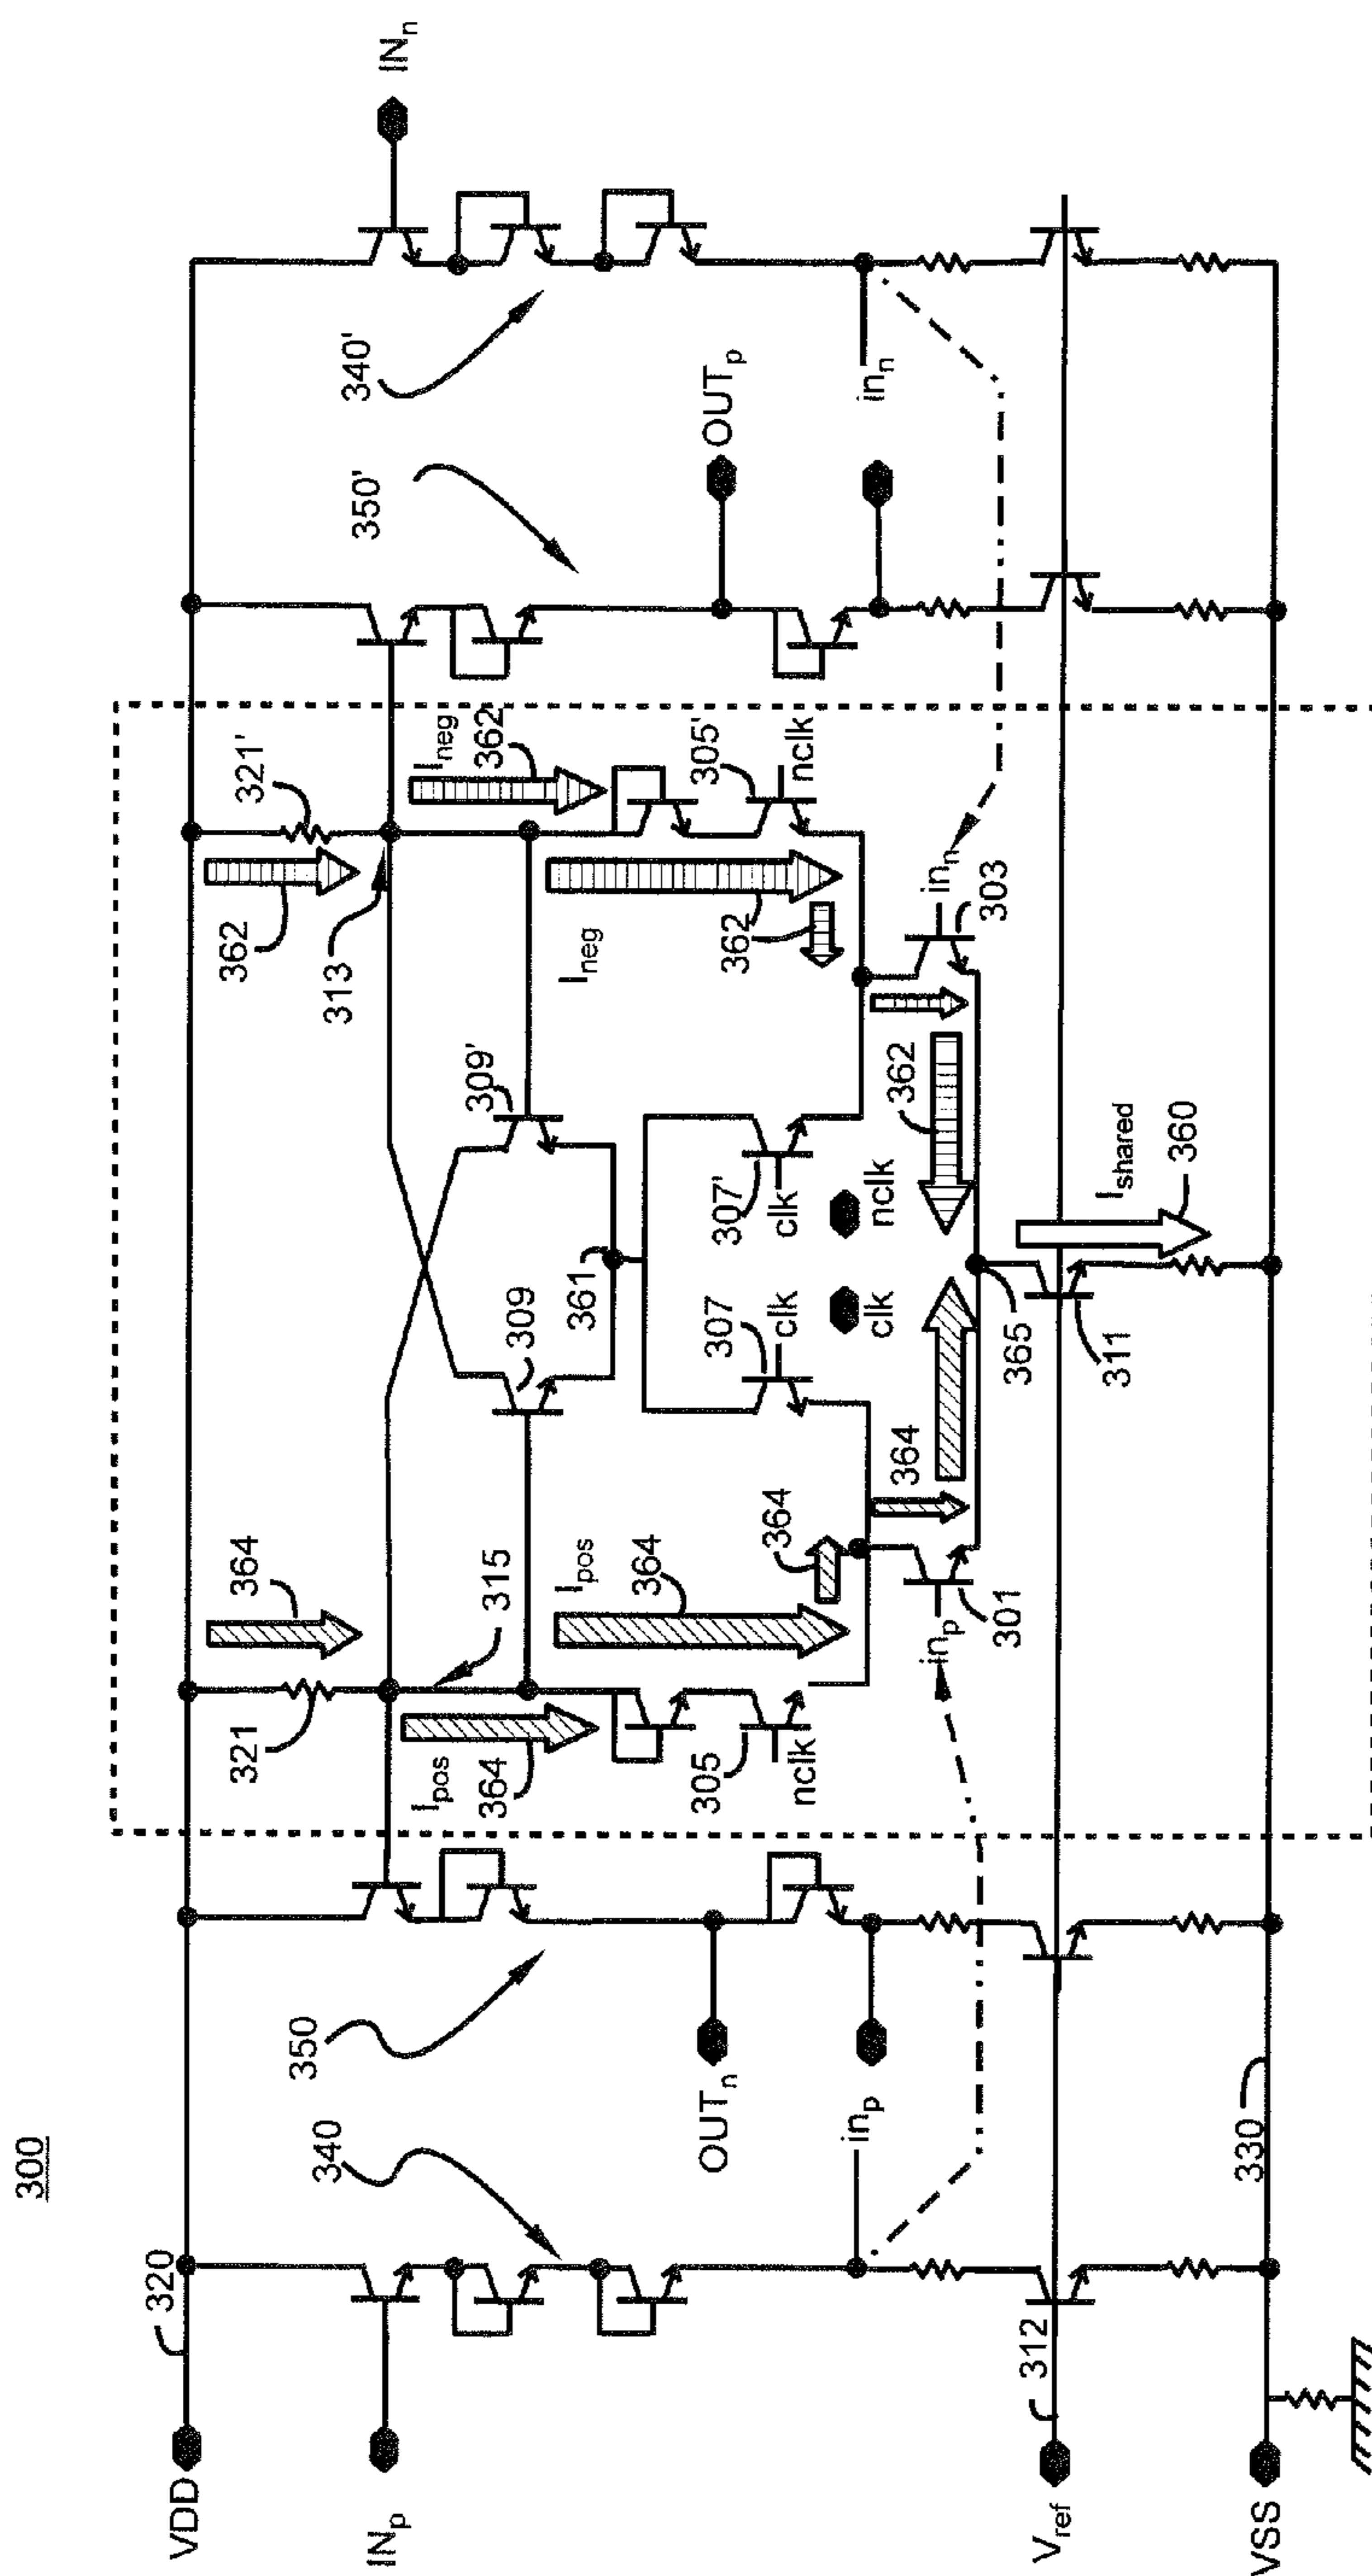 300
VDD
320
IN_p
340
350
OUT_n
in_p
V_ref
312
VSS
330
321
364
315
I_pos
364
305
nclk
I_pos
364
364
in_p
301
364
309
361
307
clk
clk
nclk
307'
clk
309'
365
311
I_shared
360
362
313
321'
362
I_neg
362
I_neg
362
305'
nclk
in_n
303
350'
OUT_p
340'
in_n
IN_n